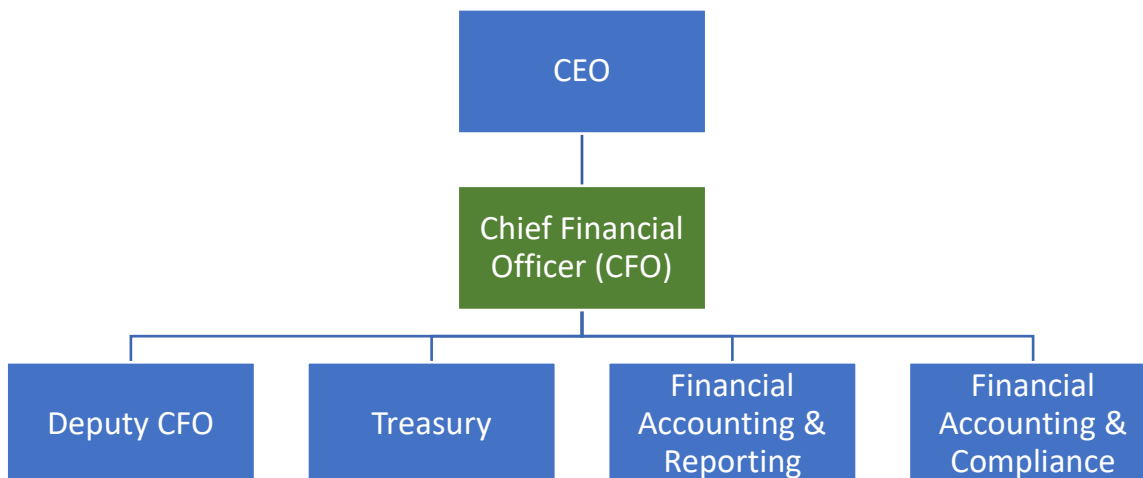 CEO
Chief Financial
Officer (CFO)
Deputy CFO
Treasury
Financial
Accounting &
Reporting
Financial
Accounting &
Compliance